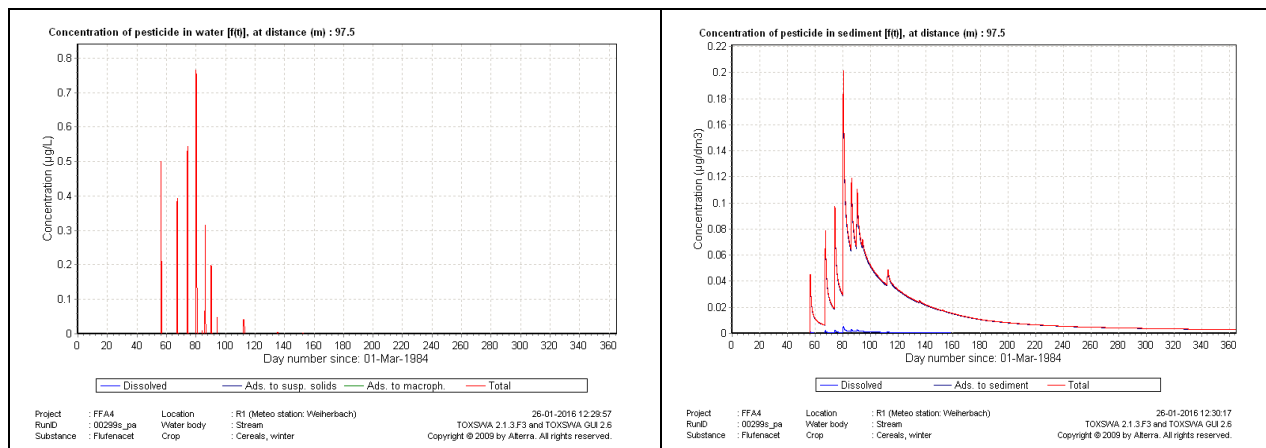 Concentration of pesticide in water [f(t)], at distance (m) : 97.5
0.8
0.7
0.6
0.5
0.4
0.3
0.2
0.1
0
Concentration (µg/L)
0 20 40 60 80 100 120 140 160 180 200 220 240 260 280 300 320 340 360
Day number since: 01-Mar-1984
Dissolved Ads. to susp. solids Ads. to macroph. Total
Project : FFA4 Location : R1 (Meteo station: Weiherbach) 26-01-2016 12:29:57
RunID : 00299s_pa Water body : Stream TOXSWA 2.1.3.F3 and TOXSWA GUI 2.6
Substance : Flufenacet Crop : Cereals, winter Copyright © 2009 by Alterra. All rights reserved.
Concentration of pesticide in sediment [f(t)], at distance (m) : 97.5
0.22
0.2
0.18
0.16
0.14
0.12
0.1
0.08
0.06
0.04
0.02
0
Concentration (µg/dm3)
0 20 40 60 80 100 120 140 160 180 200 220 240 260 280 300 320 340 360
Day number since: 01-Mar-1984
Dissolved Ads. to sediment Total
Project : FFA4 Location : R1 (Meteo station: Weiherbach) 26-01-2016 12:30:17
RunID : 00299s_pa Water body : Stream TOXSWA 2.1.3.F3 and TOXSWA GUI 2.6
Substance : Flufenacet Crop : Cereals, winter Copyright © 2009 by Alterra. All rights reserved.